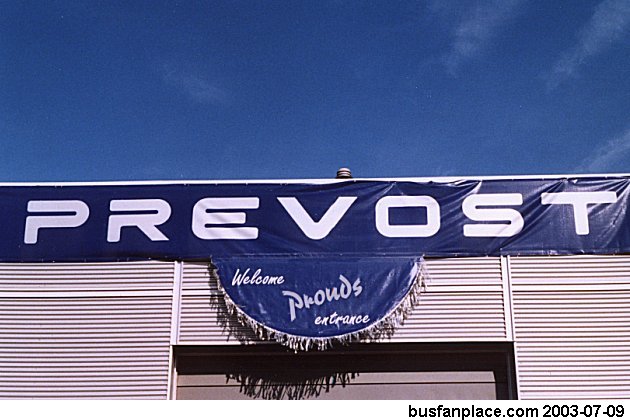 PREVOST
Welcome
Prouds
entrance
busfanplace.com 2003-07-09